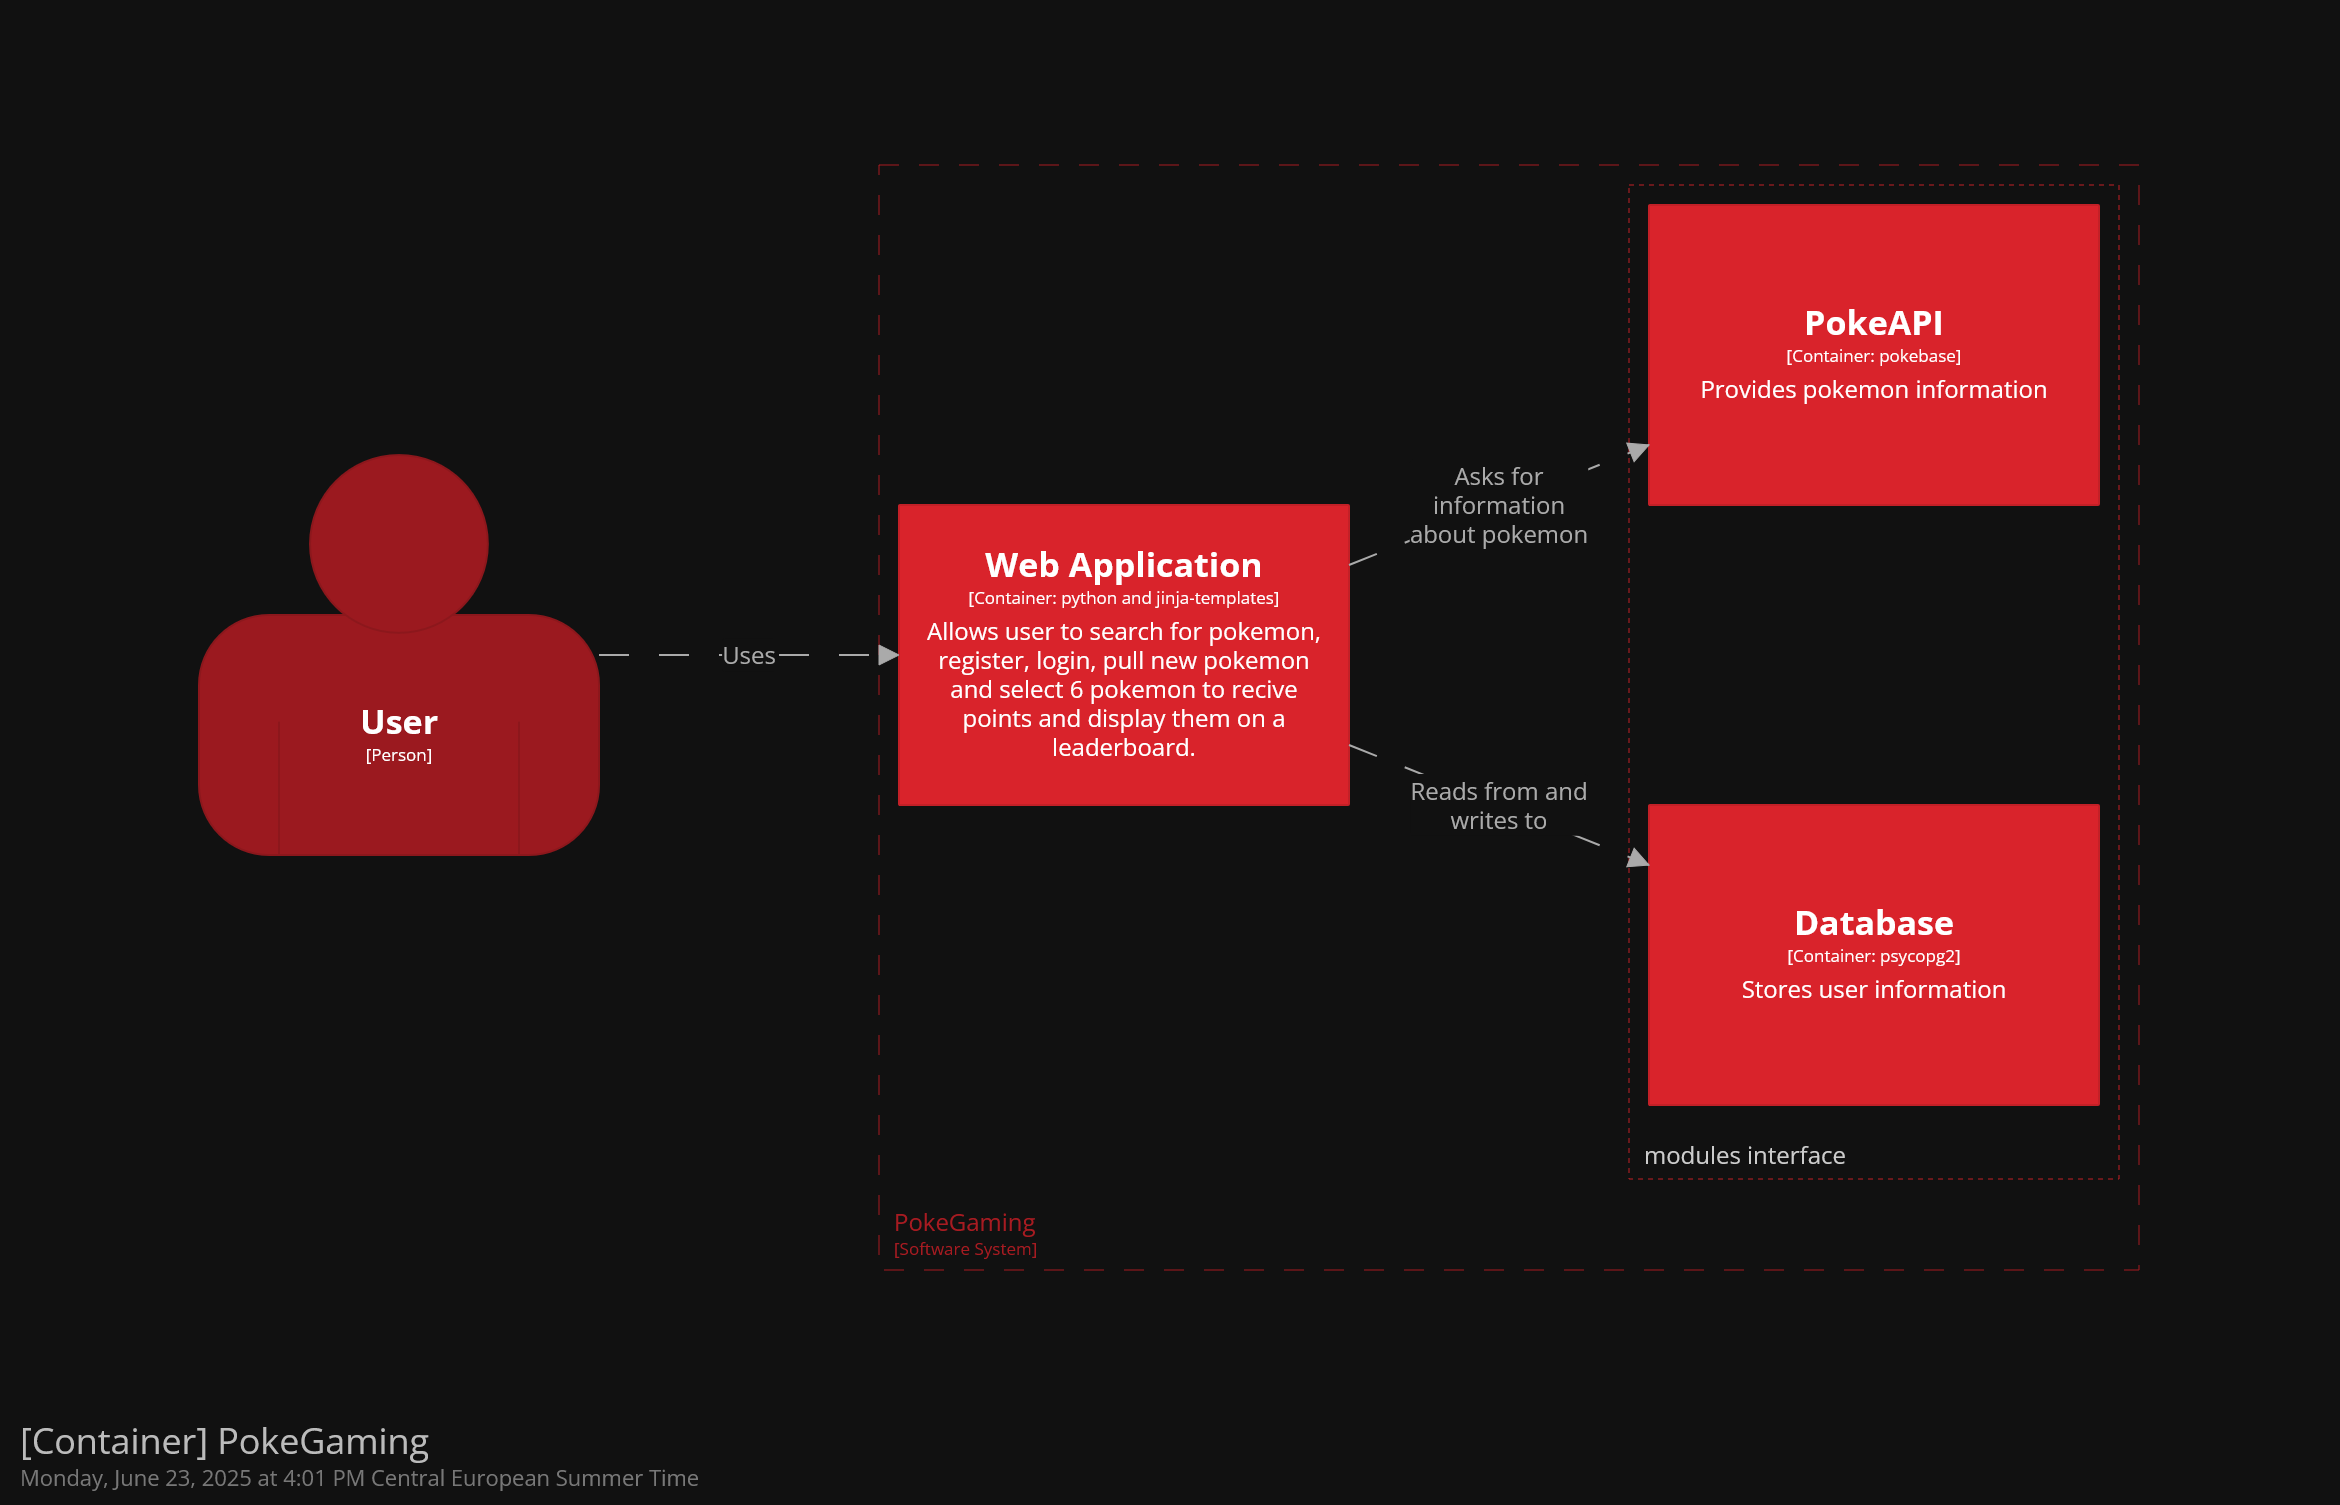 User
[Person]
Uses
Web Application
[Container: python and jinja-templates]
Allows user to search for pokemon,
register, login, pull new pokemon
and select 6 pokemon to recive
points and display them on a
leaderboard.
Asks for
information
about pokemon
Reads from and
writes to
PokeAPI
[Container: pokebase]
Provides pokemon information
Database
[Container: psycopg2]
Stores user information
modules interface
PokeGaming
[Software System]
[Container] PokeGaming
Monday, June 23, 2025 at 4:01 PM Central European Summer Time